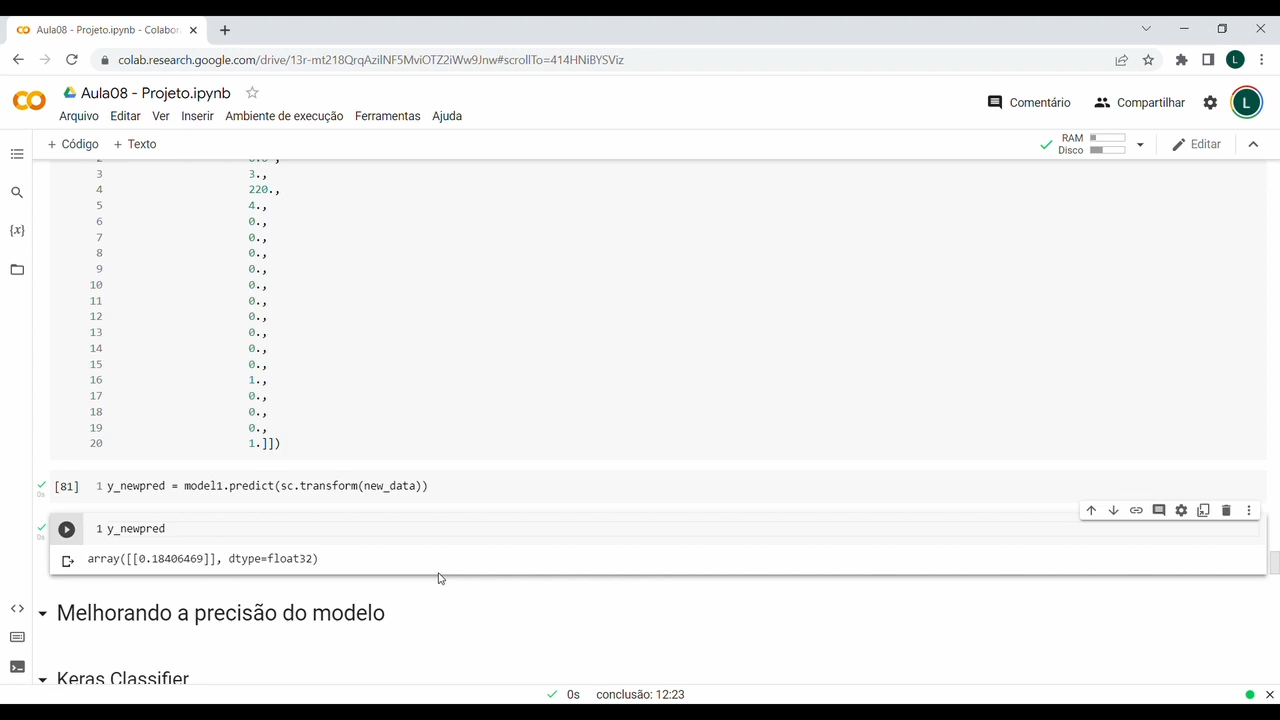 Aula08 - Projeto.ipynb - Colabor
colab.research.google.com/drive/13r-mt218QrqAzilNF5MviOTZ2iWw9Jnw#scrollTo=414HNiBYSViz
L
Aula08 - Projeto.ipynb
Comentário
Compartilhar
L
Arquivo Editar Ver Inserir Ambiente de execução Ferramentas Ajuda
+ Código + Texto
RAM
Disco
Editar
3 3.,
4 220.,
5 4.,
6 0.,
7 0.,
8 0.,
9 0.,
10 0.,
11 0.,
12 0.,
13 0.,
14 0.,
15 0.,
16 1.,
17 0.,
18 0.,
19 0.,
20 1.]])
0s [81] 1 y_newpred = model1.predict(sc.transform(new_data))
0s 1 y_newpred
array([[0.18406469]], dtype=float32)
Melhorando a precisão do modelo
Keras Classifier
0s conclusão: 12:23